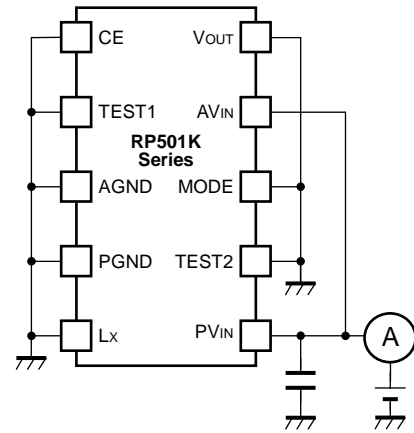 CE VOUT
TEST1 AVIN
RP501K
Series
AGND MODE
PGND TEST2
LX PVIN
A